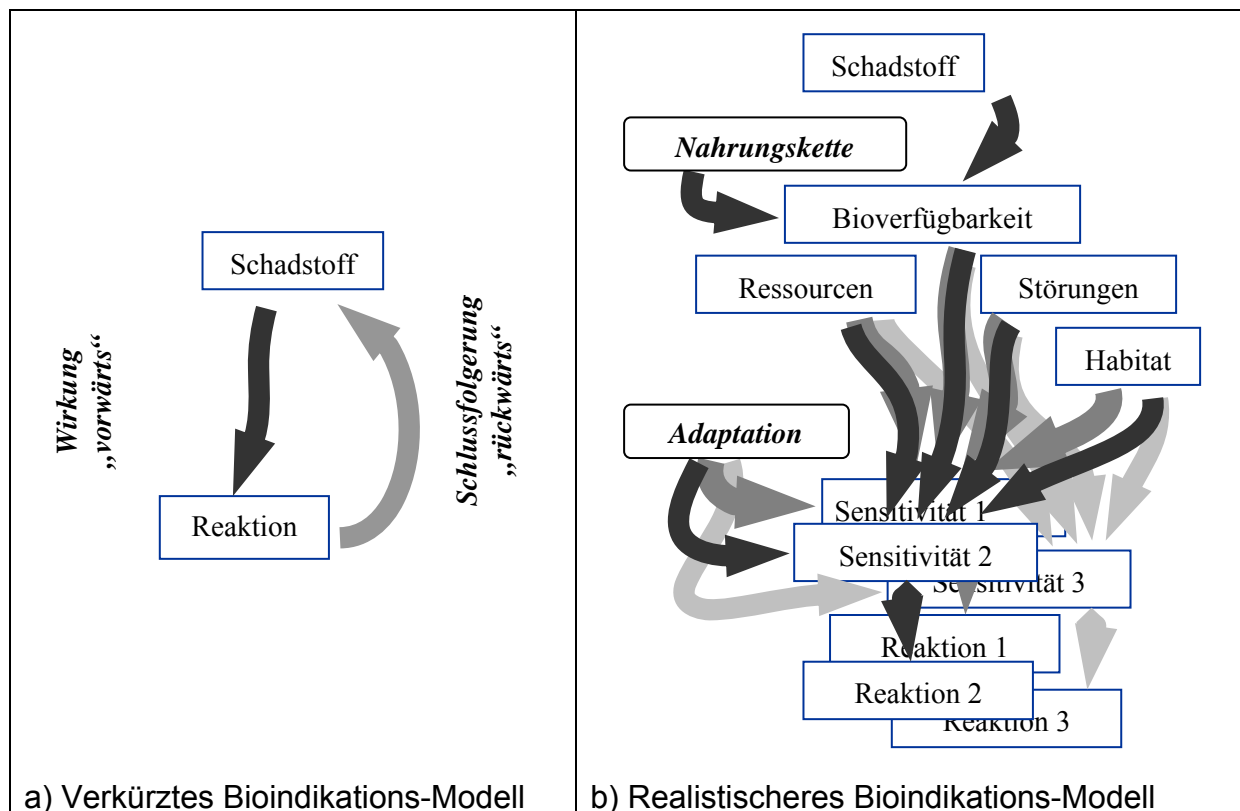 Schadstoff
Wirkung
„vorwärts“
Schlussfolgerung
„rückwärts“
Reaktion
a) Verkürztes Bioindikations-Modell
Schadstoff
Nahrungskette
Bioverfügbarkeit
Ressourcen
Störungen
Habitat
Adaptation
Sensitivität 1
Sensitivität 2
Sensitivität 3
Reaktion 1
Reaktion 2
Reaktion 3
b) Realistischeres Bioindikations-Modell